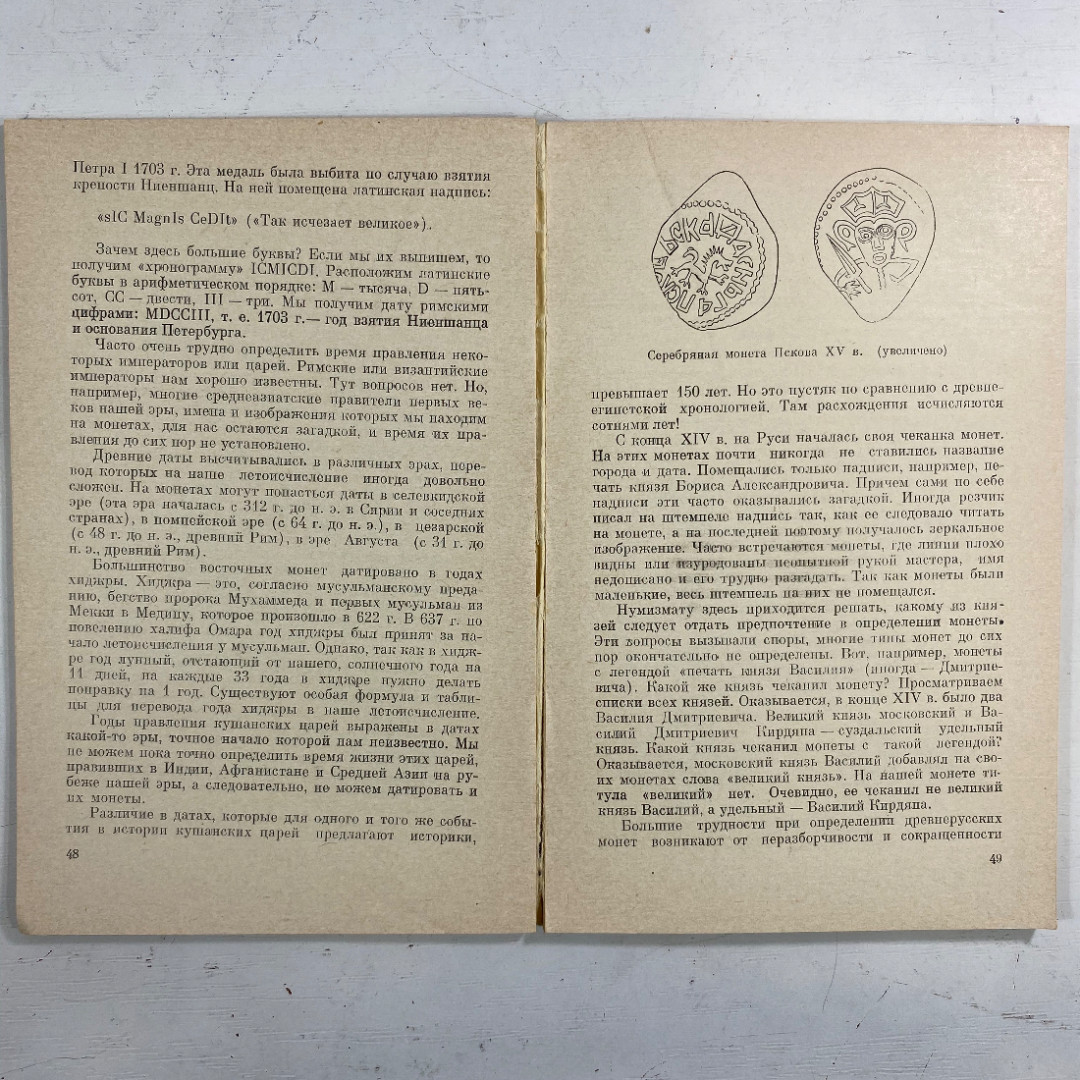 Петра I 1703 г. Эта медаль была выбита по случаю взятия
крепости Ниеншанц. На ней помещена латинская надпись:
«sIC MagnIs CeDIt» («Так исчезает великое»).
Зачем здесь большие буквы? Если мы их выпишем, то
получим «хронограмму» ICMICDI. Расположим латинские
буквы в арифметическом порядке: M — тысяча, D — пять-
сот, CC — двести, III — три. Мы получим дату римскими
цифрами: MDCCIII, т. е. 1703 г.— год взятия Ниеншанца
и основания Петербурга.
Часто очень трудно определить время правления неко-
торых императоров или царей. Римские или византийские
императоры нам хорошо известны. Тут вопросов нет. Но,
например, многие среднеазиатские правители первых ве-
ков нашей эры, имена и изображения которых мы находим
на монетах, для нас остаются загадкой, и время их пра-
вления до сих пор не установлено.
Древние даты высчитывались в различных эрах, пере-
вод которых на наше летоисчисление иногда довольно
сложен. На монетах могут попасться даты в селевкидской
эре (эта эра началась с 312 г. до н. э. в Сирии и соседних
странах), в помпейской эре (с 64 г. до н. э.), в цезарской
(с 48 г. до н. э., древний Рим), в эре Августа (с 31 г. до
н. э., древний Рим).
Большинство восточных монет датировано в годах
хиджры. Хиджра — это, согласно мусульманскому преда-
нию, бегство пророка Мухаммеда и первых мусульман из
Мекки в Медину, которое произошло в 622 г. В 637 г. по
повелению халифа Омара год хиджры был принят за на-
чало летоисчисления у мусульман. Однако, так как в хидж-
ре год лунный, отстающий от нашего, солнечного года на
11 дней, на каждые 33 года в хиджре нужно делать
поправку на 1 год. Существуют особая формула и табли-
цы для перевода года хиджры в наше летоисчисление.
Годы правления кушанских царей выражены в датах
какой-то эры, точное начало которой нам неизвестно. Мы
не можем пока точно определить время жизни этих царей,
правивших в Индии, Афганистане и Средней Азии на ру-
беже нашей эры, а следовательно, не можем датировать и
их монеты.
Различие в датах, которые для одного и того же собы-
тия в истории кушанских царей предлагают историки,
48
Серебряная монета Пскова XV в. (увеличено)
превышает 150 лет. Но это пустяк по сравнению с древне-
египетской хронологией. Там расхождения исчисляются
сотнями лет!
С конца XIV в. на Руси началась своя чеканка монет.
На этих монетах почти никогда не ставились название
города и дата. Помещались только надписи, например, пе-
чать князя Бориса Александровича. Причем сами по себе
надписи эти часто оказывались загадкой. Иногда резчик
писал на штемпеле надпись так, как ее следовало читать
на монете, а на последней поэтому получалось зеркальное
изображение. Часто встречаются монеты, где линии плохо
видны или изуродованы неопытной рукой мастера, имя
недописано и его трудно разгадать. Так как монеты были
маленькие, весь штемпель на них не помещался.
Нумизмату здесь приходится решать, какому из кня-
зей следует отдать предпочтение в определении монеты.
Эти вопросы вызывали споры, многие типы монет до сих
пор окончательно не определены. Вот, например, монеты
с легендой «печать князя Василия» (иногда — Дмитрие-
вича). Какой же князь чеканил монету? Просматриваем
списки всех князей. Оказывается, в конце XIV в. было два
Василия Дмитриевича. Великий князь московский и Ва-
силий Дмитриевич Кирдяпа — суздальский удельный
князь. Какой князь чеканил монеты с такой легендой?
Оказывается, московский князь Василий добавлял на сво-
их монетах слова «великий князь». На нашей монете ти-
тула «великий» нет. Очевидно, ее чеканил не великий
князь Василий, а удельный — Василий Кирдяпа.
Большие трудности при определении древнерусских
монет возникают от неразборчивости и сокращенности
49